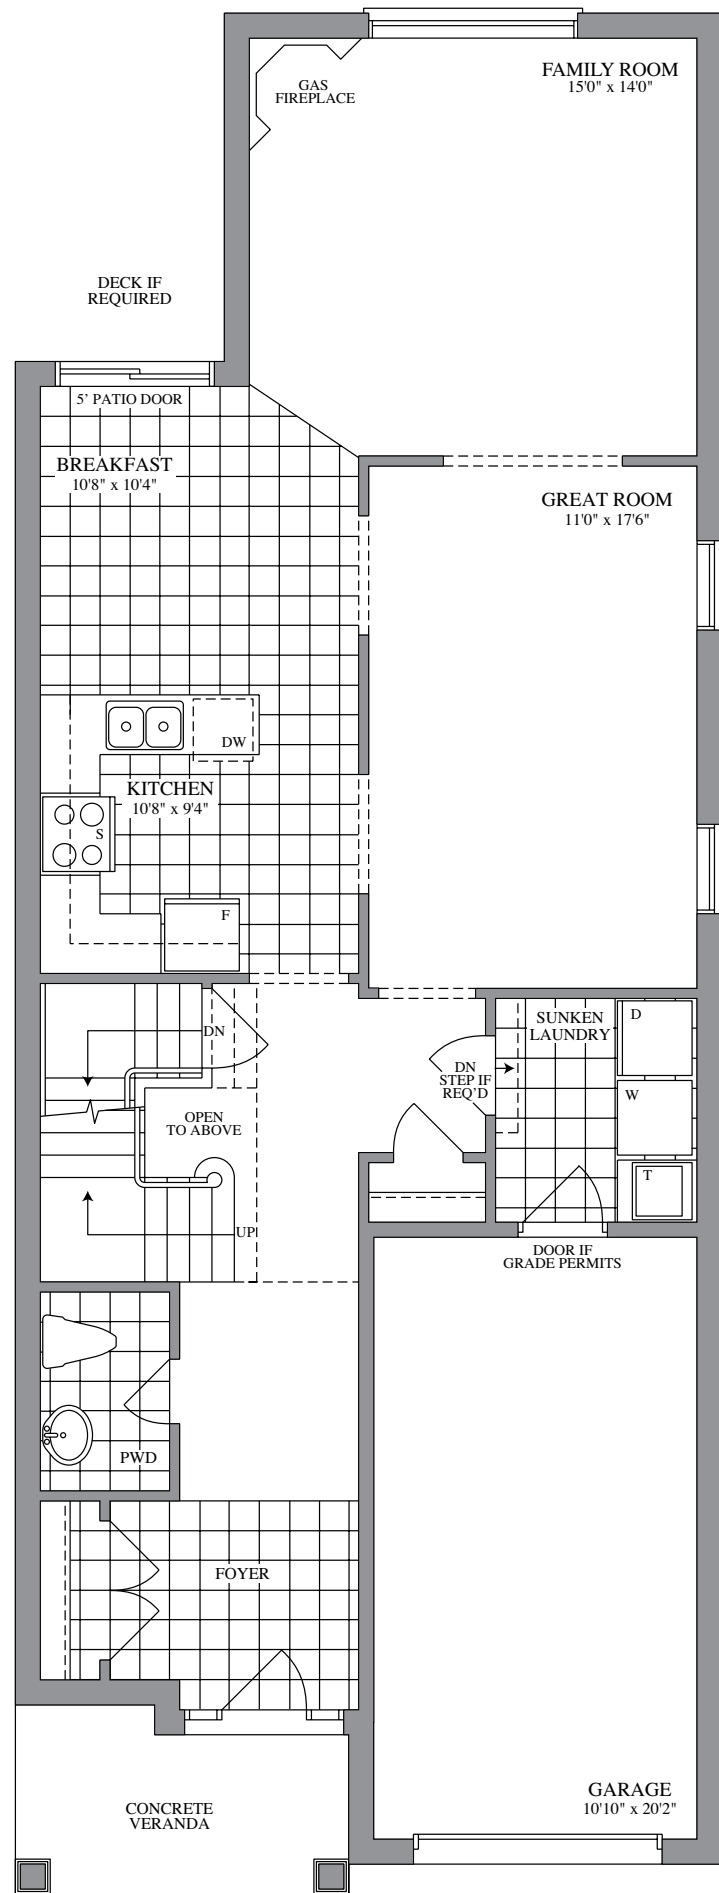 FAMILY ROOM
15'0" x 14'0"
GAS
FIREPLACE
DECK IF
REQUIRED
5' PATIO DOOR
BREAKFAST
10'8" x 10'4"
GREAT ROOM
11'0" x 17'6"
DW
KITCHEN
10'8" x 9'4"
S
F
SUNKEN
LAUNDRY
D
DN
DN
STEP IF
REQ'D
W
OPEN
TO ABOVE
T
UP
DOOR IF
GRADE PERMITS
PWD
FOYER
GARAGE
10'10" x 20'2"
CONCRETE
VERANDA